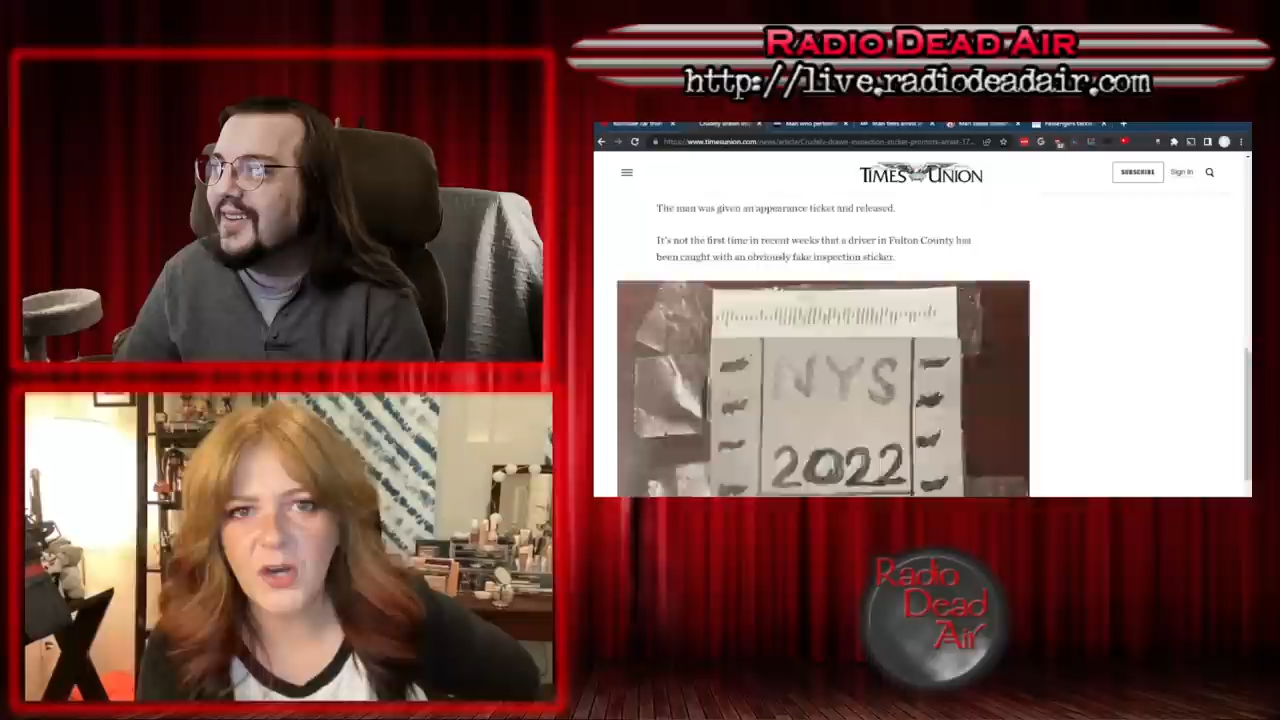 RADIO DEAD AIR
http://live.radiodeadair.com
TIMES UNION
SUBSCRIBE
Sign In
The man was given an appearance ticket and released.
It's not the first time in recent weeks that a driver in Fulton County has
been caught with an obviously fake inspection sticker.
NYS
2022
Radio
Dead
Air